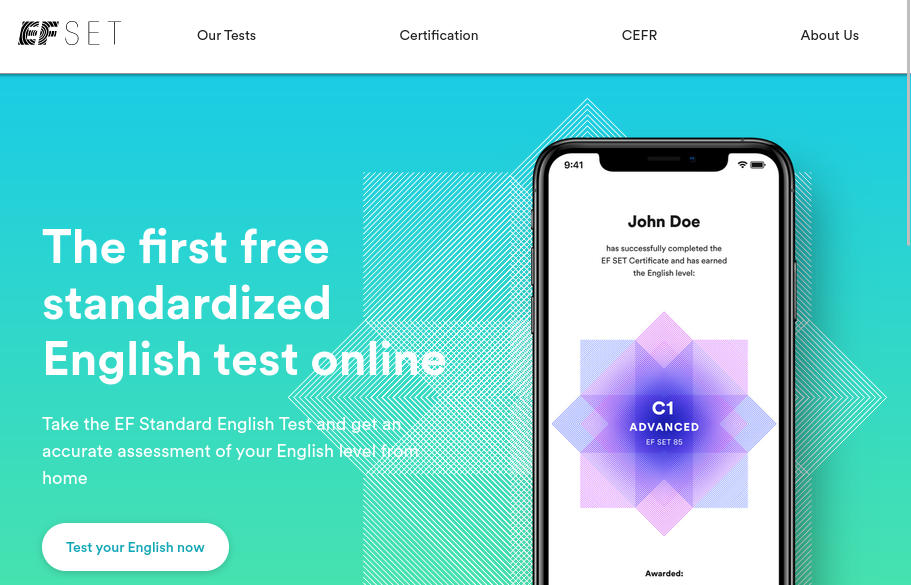 EF SET
Our Tests
Certification
CEFR
About Us
The first free
standardized
English test online
Take the EF Standard English Test and get an
accurate assessment of your English level from
home
Test your English now
9:41
John Doe
has successfully completed the
EF SET Certificate and has earned
the English level:
C1
ADVANCED
EF SET 85
Awarded: